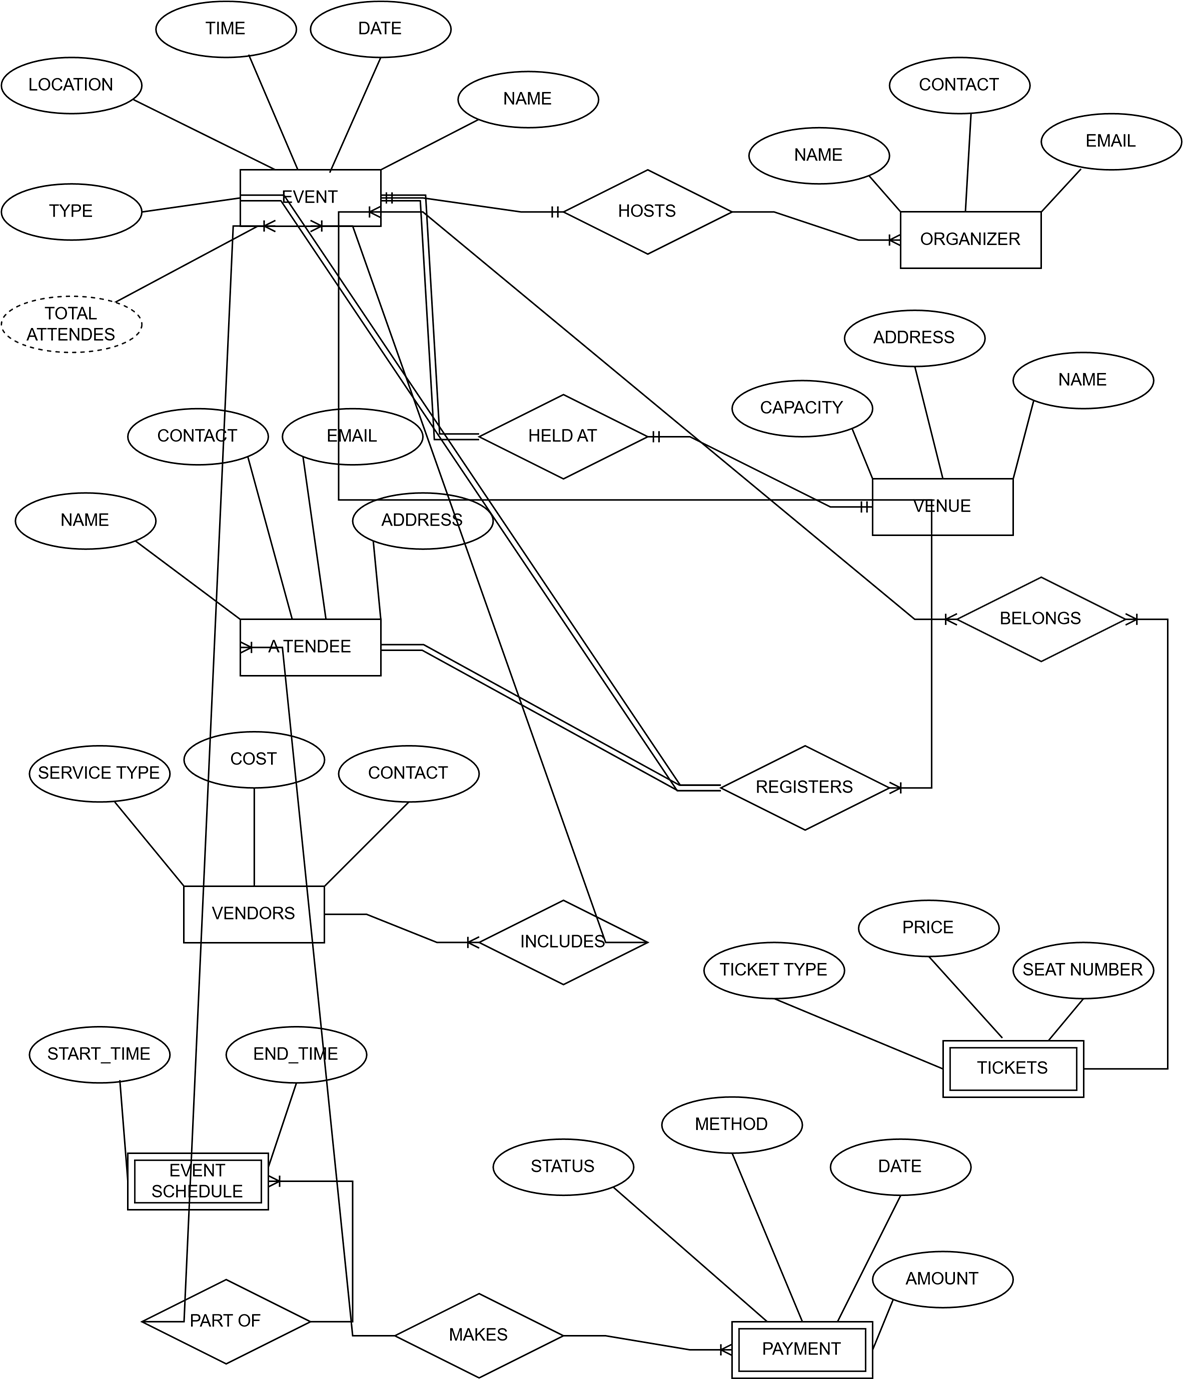 TIME
DATE
LOCATION
NAME
CONTACT
EMAIL
NAME
TYPE
EVENT
HOSTS
ORGANIZER
TOTAL
ATTENDES
ADDRESS
CAPACITY
NAME
CONTACT
EMAIL
HELD AT
VENUE
NAME
ADDRESS
BELONGS
ATENDEE
SERVICE TYPE
COST
CONTACT
REGISTERS
VENDORS
INCLUDES
PRICE
TICKET TYPE
SEAT NUMBER
START_TIME
END_TIME
TICKETS
METHOD
STATUS
DATE
EVENT
SCHEDULE
AMOUNT
PART OF
MAKES
PAYMENT